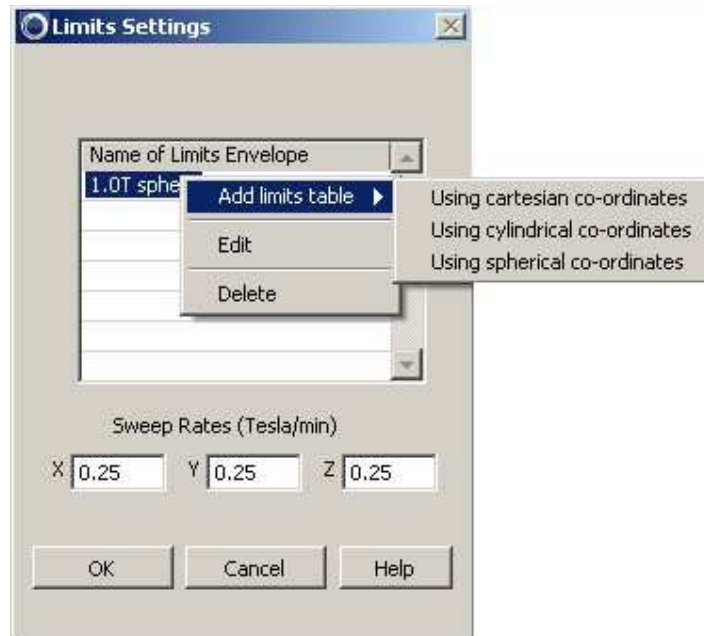 Limits Settings
Name of Limits Envelope
1.0T sphe
Add limits table
Using cartesian co-ordinates
Using cylindrical co-ordinates
Using spherical co-ordinates
Edit
Delete
Sweep Rates (Tesla/min)
X 0.25 Y 0.25 Z 0.25
OK Cancel Help